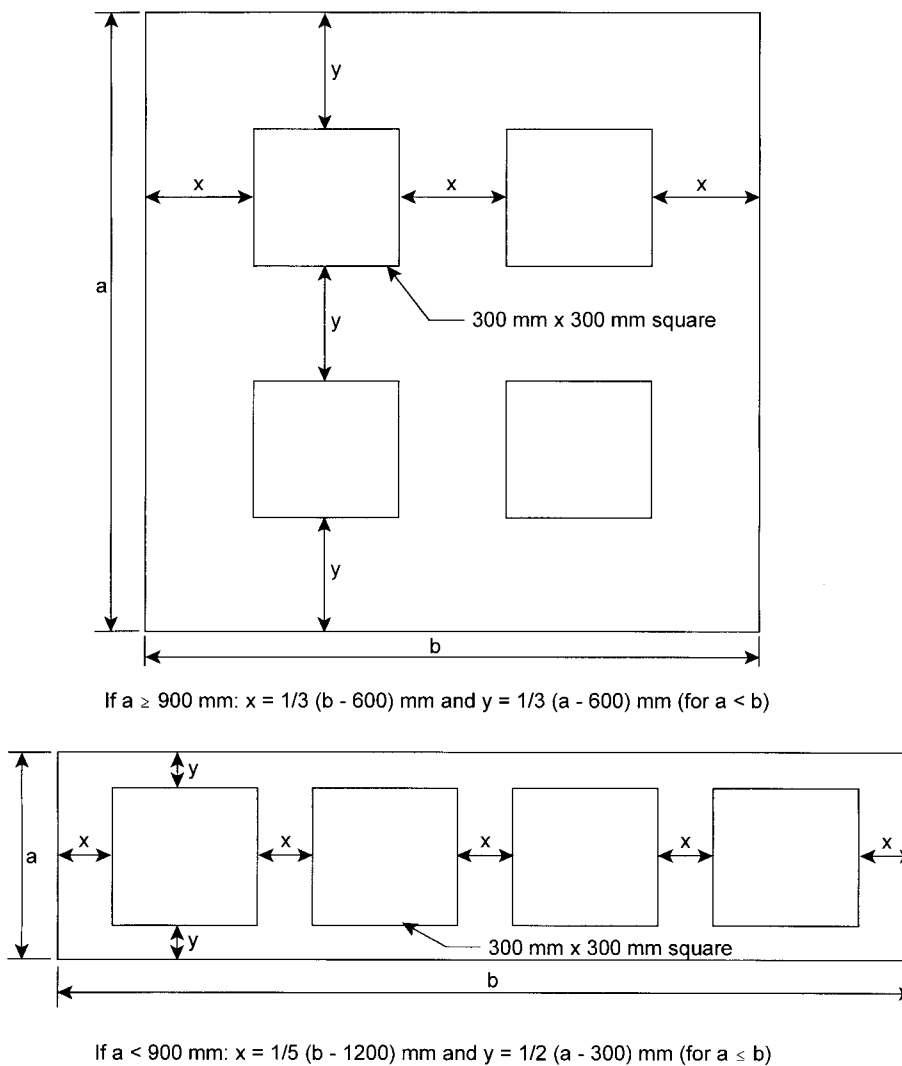 y
x
x
x
a
y
300 mm x 300 mm square
y
b
If a ≥ 900 mm: x = 1/3 (b - 600) mm and y = 1/3 (a - 600) mm (for a < b)
y
x
x
x
x
x
a
y
300 mm x 300 mm square
b
If a < 900 mm: x = 1/5 (b - 1200) mm and y = 1/2 (a - 300) mm (for a ≤ b)